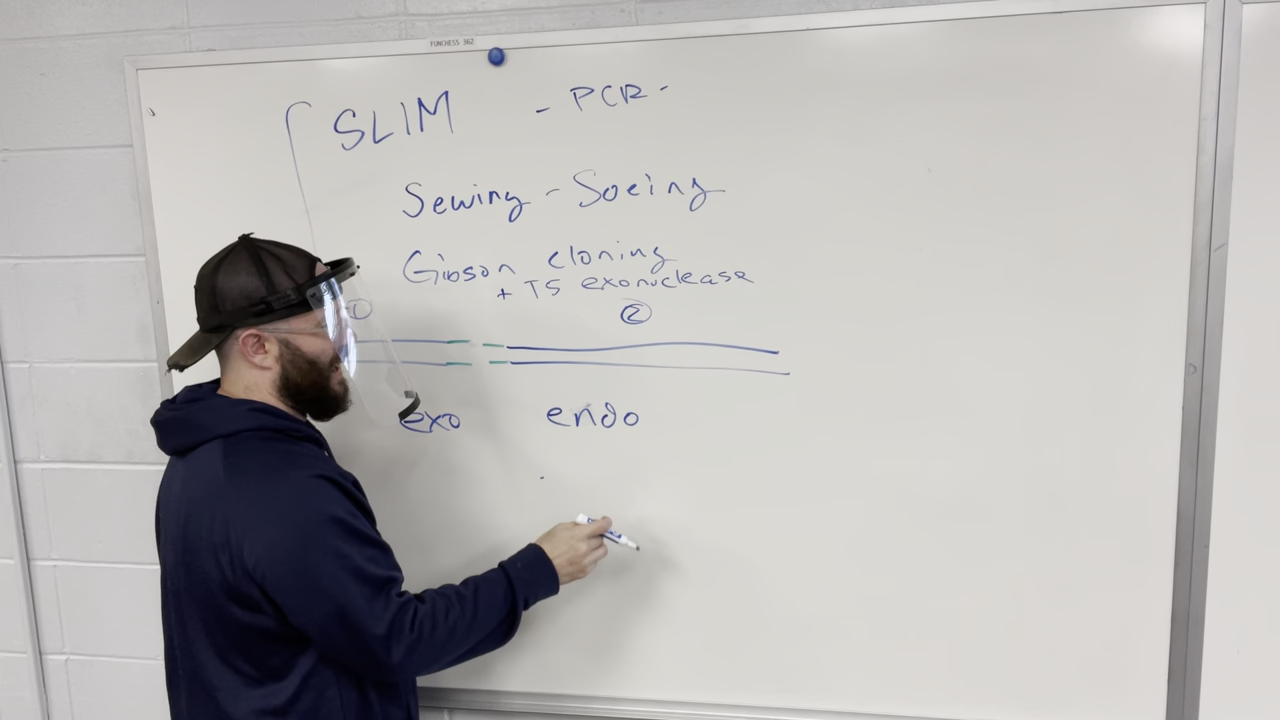 FUNCHESS 362
SLIM - PCR -
Sewing - Soeing
Gibson cloning
+ T5 exonuclease
②
exo endo